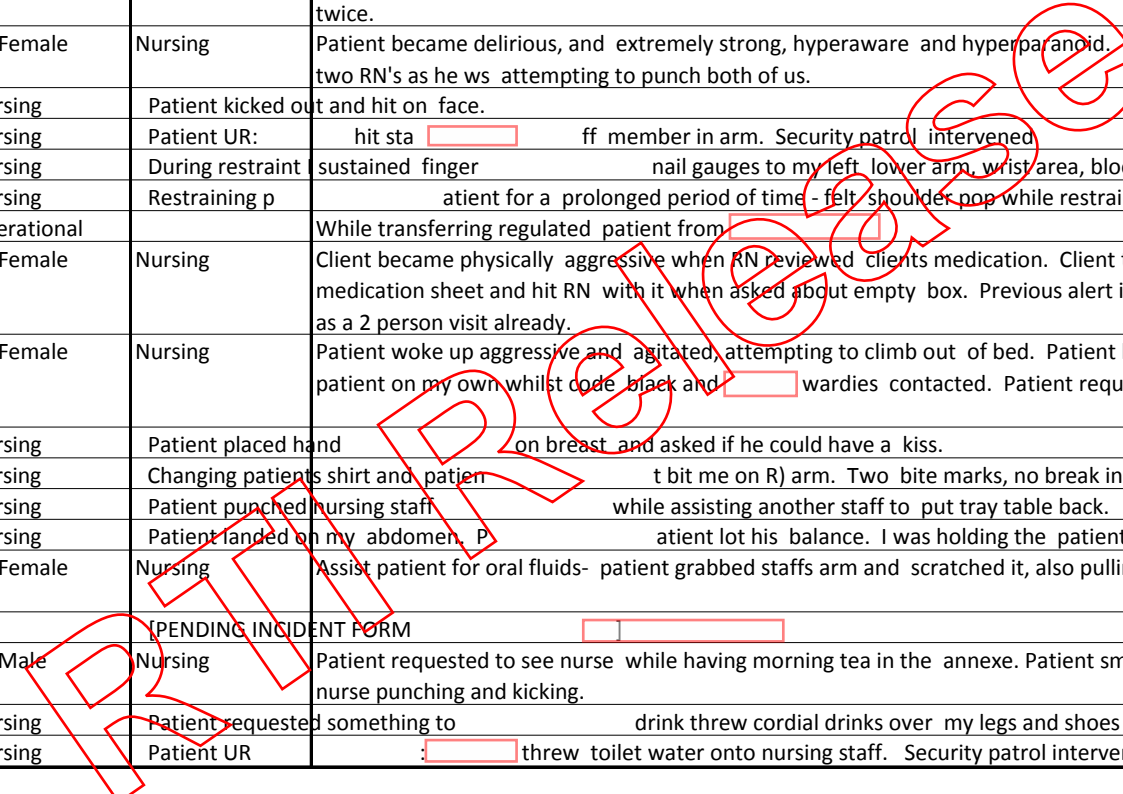 twice.
Female Nursing Patient became delirious, and extremely strong, hyperaware and hyperparanoid.
two RN's as he ws attempting to punch both of us.
rsing Patient kicked out and hit on face.
rsing Patient UR: hit sta ff member in arm. Security patrol intervened
rsing During restraint I sustained finger nail gauges to my left lower arm, wrist area, bloo
rsing Restraining p atient for a prolonged period of time - felt shoulder pop while restrai
erational While transferring regulated patient from
Female Nursing Client became physically aggressive when RN reviewed clients medication. Client
medication sheet and hit RN with it when asked about empty box. Previous alert i
as a 2 person visit already.
Female Nursing Patient woke up aggressive and agitated, attempting to climb out of bed. Patient
patient on my own whilst code black and wardies contacted. Patient requ
rsing Patient placed hand on breast and asked if he could have a kiss.
rsing Changing patients shirt and patien t bit me on R) arm. Two bite marks, no break in
rsing Patient punched nursing staff while assisting another staff to put tray table back.
rsing Patient landed on my abdomen. P atient lot his balance. I was holding the patient
Female Nursing Assist patient for oral fluids- patient grabbed staffs arm and scratched it, also pulli
[PENDING INCIDENT FORM ]
Male Nursing Patient requested to see nurse while having morning tea in the annexe. Patient sm
nurse punching and kicking.
rsing Patient requested something to drink threw cordial drinks over my legs and shoes
rsing Patient UR : threw toilet water onto nursing staff. Security patrol interve
RTI Release